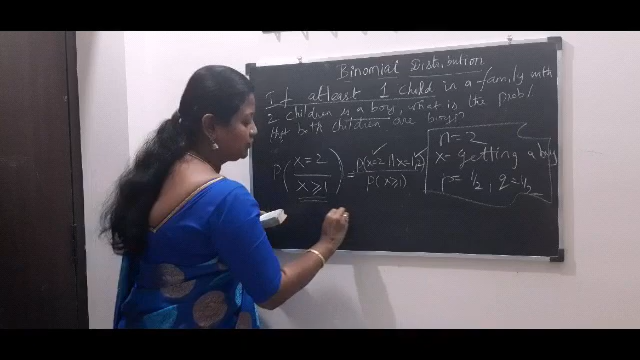 Binomial Distribution
If atleast 1 child in a family with
2 children is a boy, what is the prob/
that both children are boys?
P(x=2 / x≥1) = P(x=2 ∩ x=1,2) / P(x≥1)
n=2
x- getting a boy
p=1/2, q=1/2